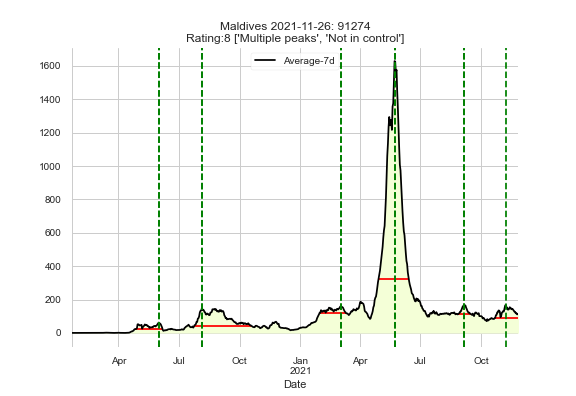 Maldives 2021-11-26: 91274
Rating:8 ['Multiple peaks', 'Not in control']
Average-7d
1600
1400
1200
1000
800
600
400
200
0
Apr Jul Oct Jan Apr Jul Oct
2021
Date